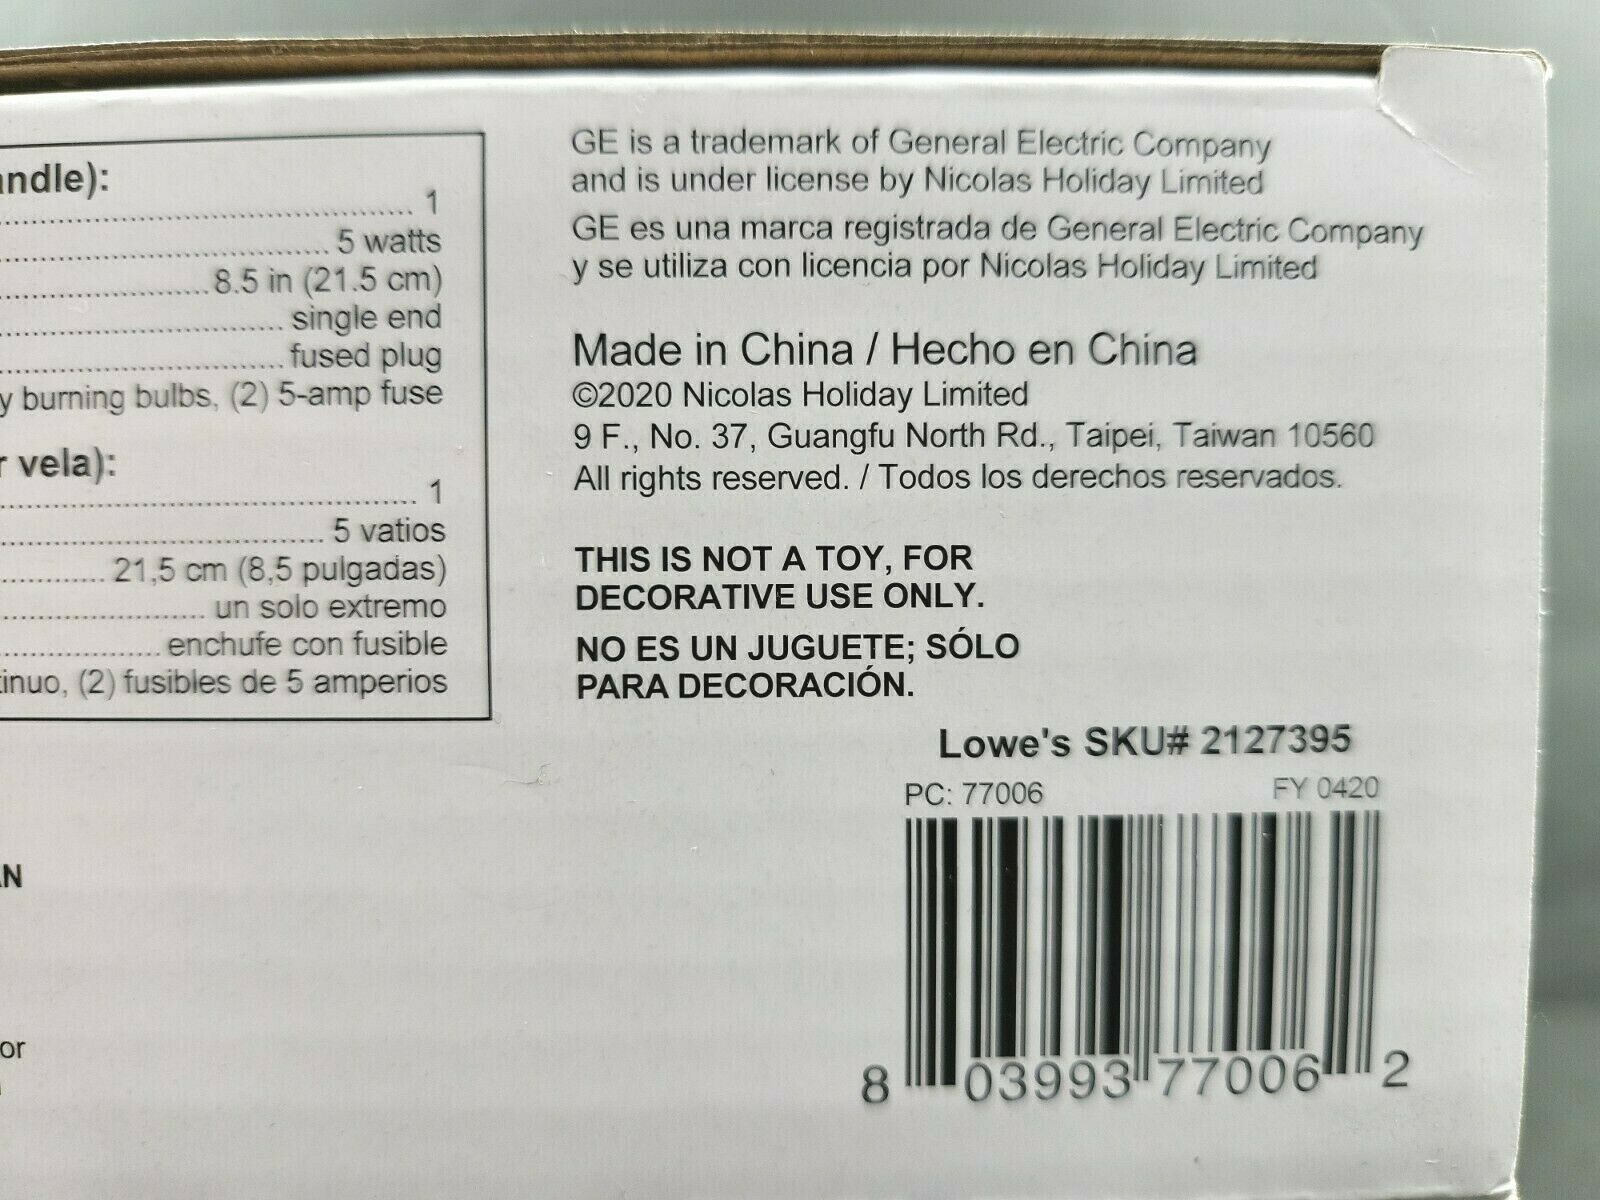 andle):
1
5 watts
8.5 in (21.5 cm)
single end
fused plug
y burning bulbs, (2) 5-amp fuse
r vela):
1
5 vatios
21,5 cm (8,5 pulgadas)
un solo extremo
enchufe con fusible
tinuo, (2) fusibles de 5 amperios
AN
or
GE is a trademark of General Electric Company
and is under license by Nicolas Holiday Limited
GE es una marca registrada de General Electric Company
y se utiliza con licencia por Nicolas Holiday Limited
Made in China / Hecho en China
©2020 Nicolas Holiday Limited
9 F., No. 37, Guangfu North Rd., Taipei, Taiwan 10560
All rights reserved. / Todos los derechos reservados.
THIS IS NOT A TOY, FOR
DECORATIVE USE ONLY.
NO ES UN JUGUETE; SÓLO
PARA DECORACIÓN.
Lowe's SKU# 2127395
PC: 77006 FY 0420
8 03993 77006 2